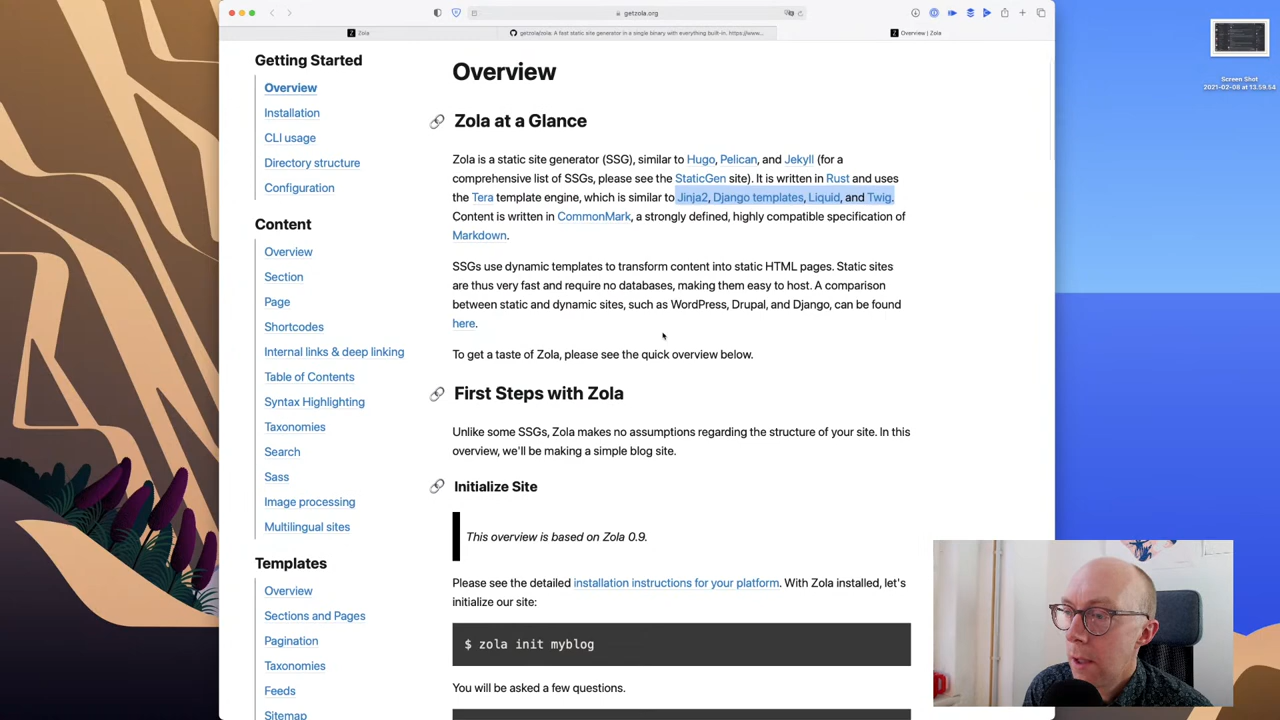 getzola.org
Zola
getzola/zola: A fast static site generator in a single binary with everything built-in. https://www...
Overview | Zola
Screen Shot
2021-02-08 at 13.59.54
Getting Started
Overview
Installation
CLI usage
Directory structure
Configuration
Content
Overview
Section
Page
Shortcodes
Internal links & deep linking
Table of Contents
Syntax Highlighting
Taxonomies
Search
Sass
Image processing
Multilingual sites
Templates
Overview
Sections and Pages
Pagination
Taxonomies
Feeds
Sitemap
Overview
Zola at a Glance
Zola is a static site generator (SSG), similar to Hugo, Pelican, and Jekyll (for a
comprehensive list of SSGs, please see the StaticGen site). It is written in Rust and uses
the Tera template engine, which is similar to Jinja2, Django templates, Liquid, and Twig.
Content is written in CommonMark, a strongly defined, highly compatible specification of
Markdown.
SSGs use dynamic templates to transform content into static HTML pages. Static sites
are thus very fast and require no databases, making them easy to host. A comparison
between static and dynamic sites, such as WordPress, Drupal, and Django, can be found
here.
To get a taste of Zola, please see the quick overview below.
First Steps with Zola
Unlike some SSGs, Zola makes no assumptions regarding the structure of your site. In this
overview, we'll be making a simple blog site.
Initialize Site
This overview is based on Zola 0.9.
Please see the detailed installation instructions for your platform. With Zola installed, let's
initialize our site:
$ zola init myblog
You will be asked a few questions.